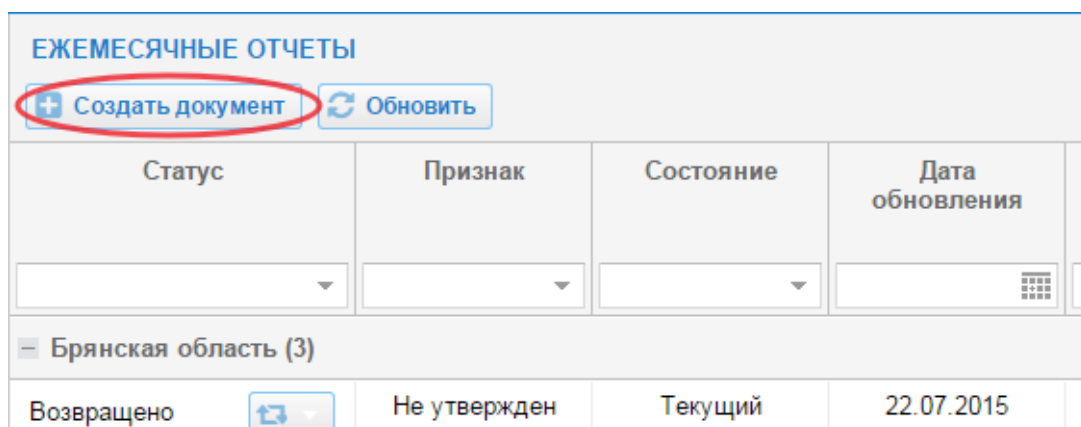 ЕЖЕМЕСЯЧНЫЕ ОТЧЕТЫ
Создать документ Обновить
Статус Признак Состояние Дата
обновления
Брянская область (3)
Возвращено Не утвержден Текущий 22.07.2015